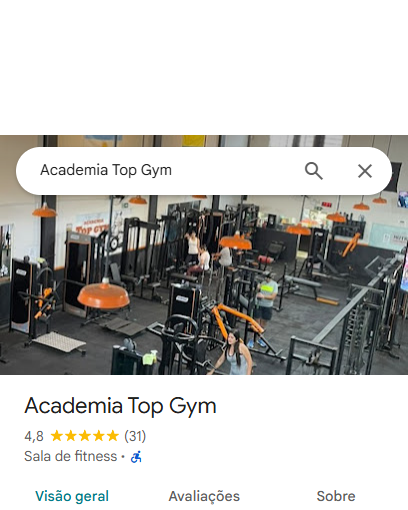 Academia Top Gym
TOP GYM
Academia Top Gym
4,8 (31)
Sala de fitness ·
Visão geral
Avaliações
Sobre